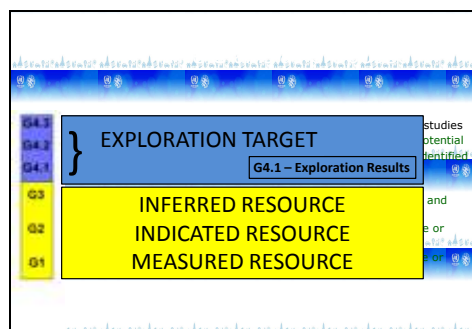 G4.3
G4.2
G4.1
G3
G2
G1
}
EXPLORATION TARGET
G4.1 – Exploration Results
INFERRED RESOURCE
INDICATED RESOURCE
MEASURED RESOURCE
studies
otential
dentified
and
e or
e or